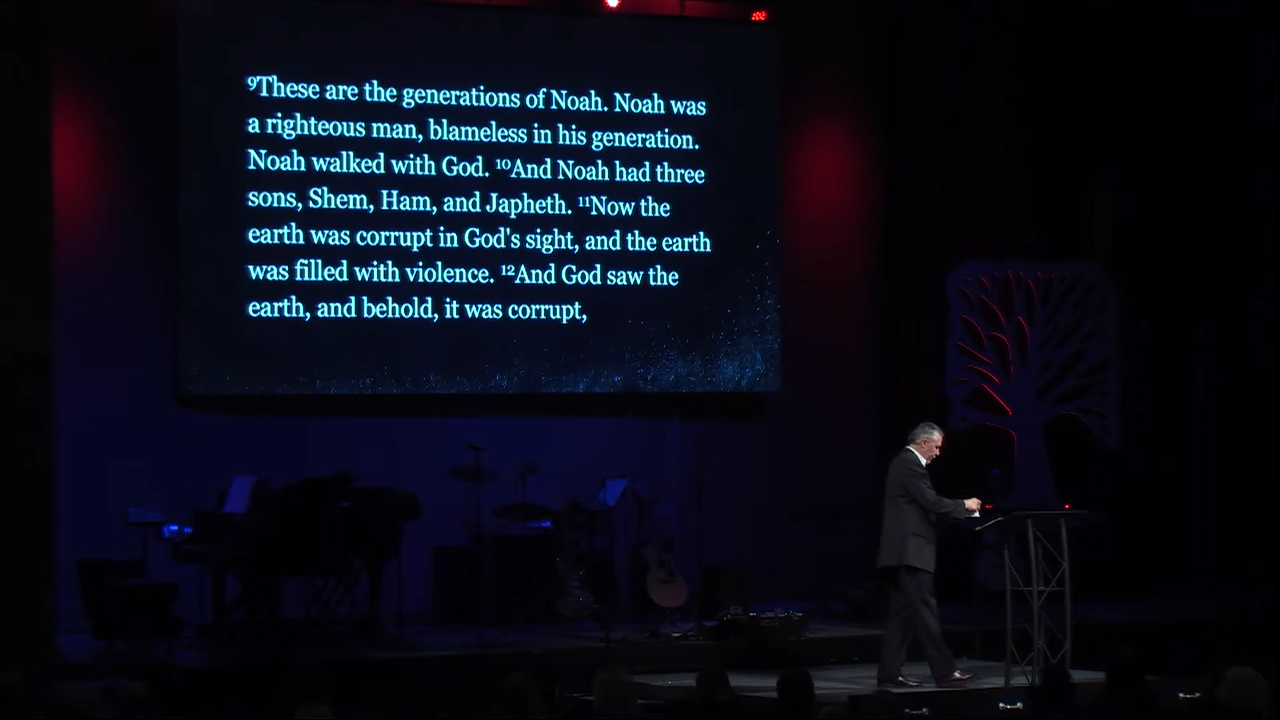 ⁹These are the generations of Noah. Noah was
a righteous man, blameless in his generation.
Noah walked with God. ¹⁰And Noah had three
sons, Shem, Ham, and Japheth. ¹¹Now the
earth was corrupt in God's sight, and the earth
was filled with violence. ¹²And God saw the
earth, and behold, it was corrupt,